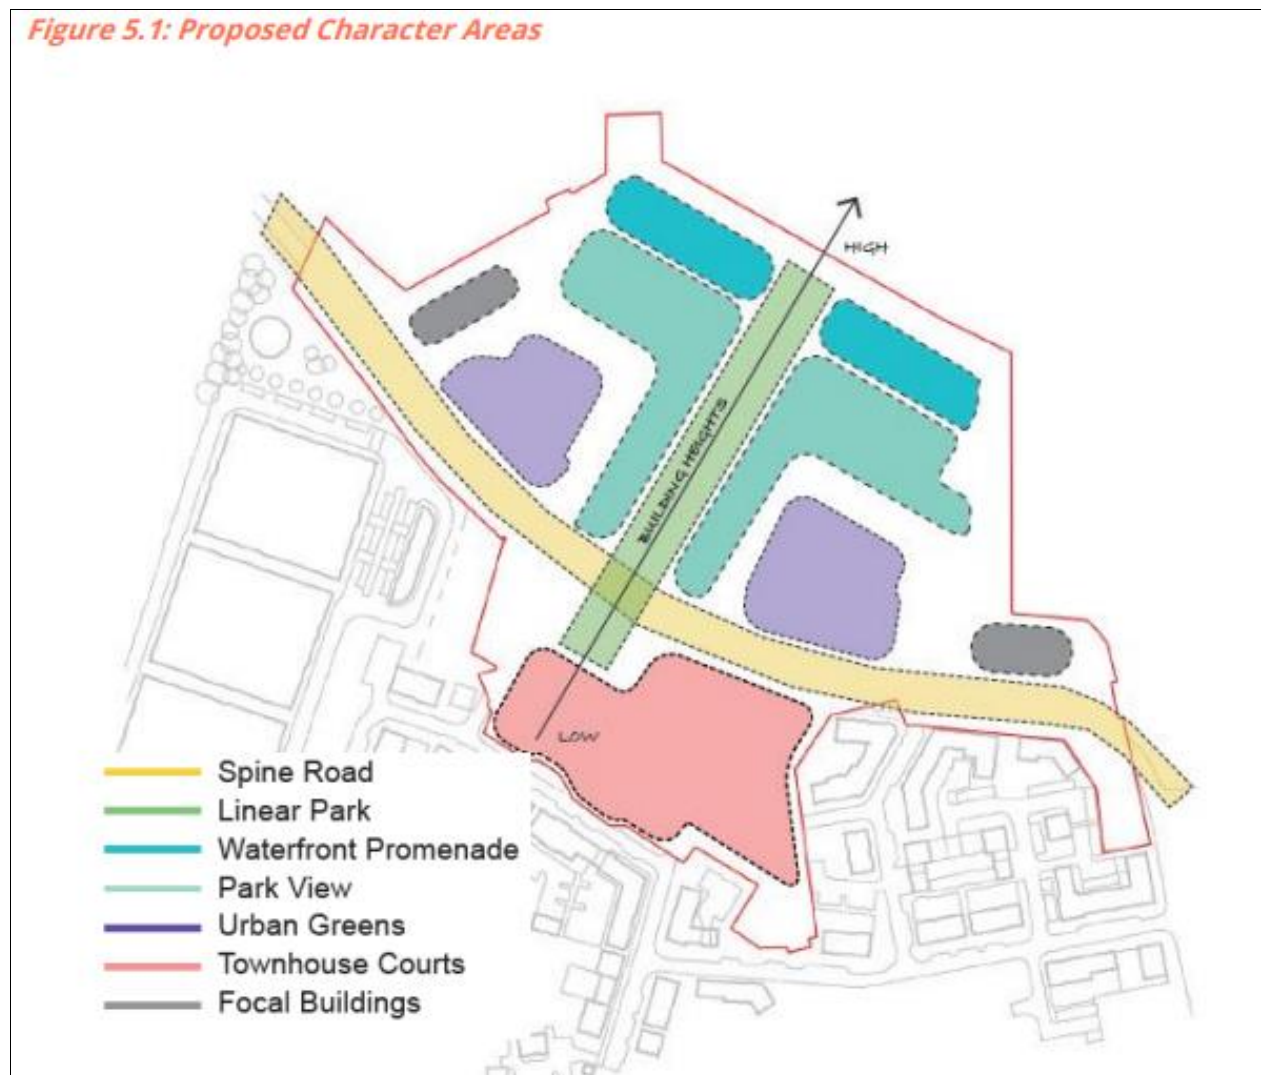 Figure 5.1: Proposed Character Areas
HIGH
BUILDING HEIGHTS
LOW
Spine Road
Linear Park
Waterfront Promenade
Park View
Urban Greens
Townhouse Courts
Focal Buildings